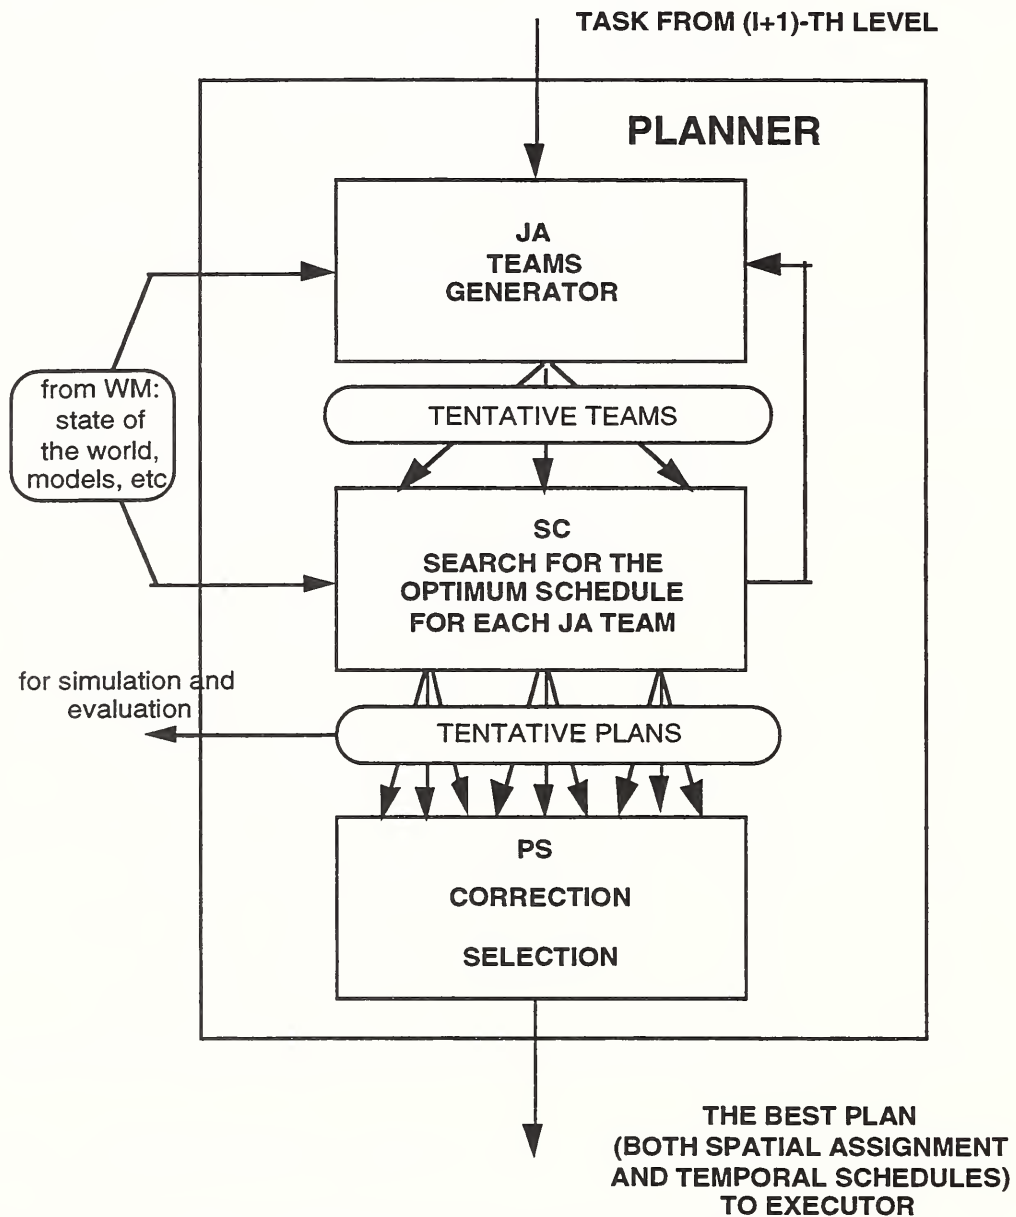 TASK FROM (I+1)-TH LEVEL
PLANNER
JA
TEAMS
GENERATOR
from WM:
state of
the world,
models, etc
TENTATIVE TEAMS
SC
SEARCH FOR THE
OPTIMUM SCHEDULE
FOR EACH JA TEAM
for simulation and
evaluation
TENTATIVE PLANS
PS
CORRECTION
SELECTION
THE BEST PLAN
(BOTH SPATIAL ASSIGNMENT
AND TEMPORAL SCHEDULES)
TO EXECUTOR